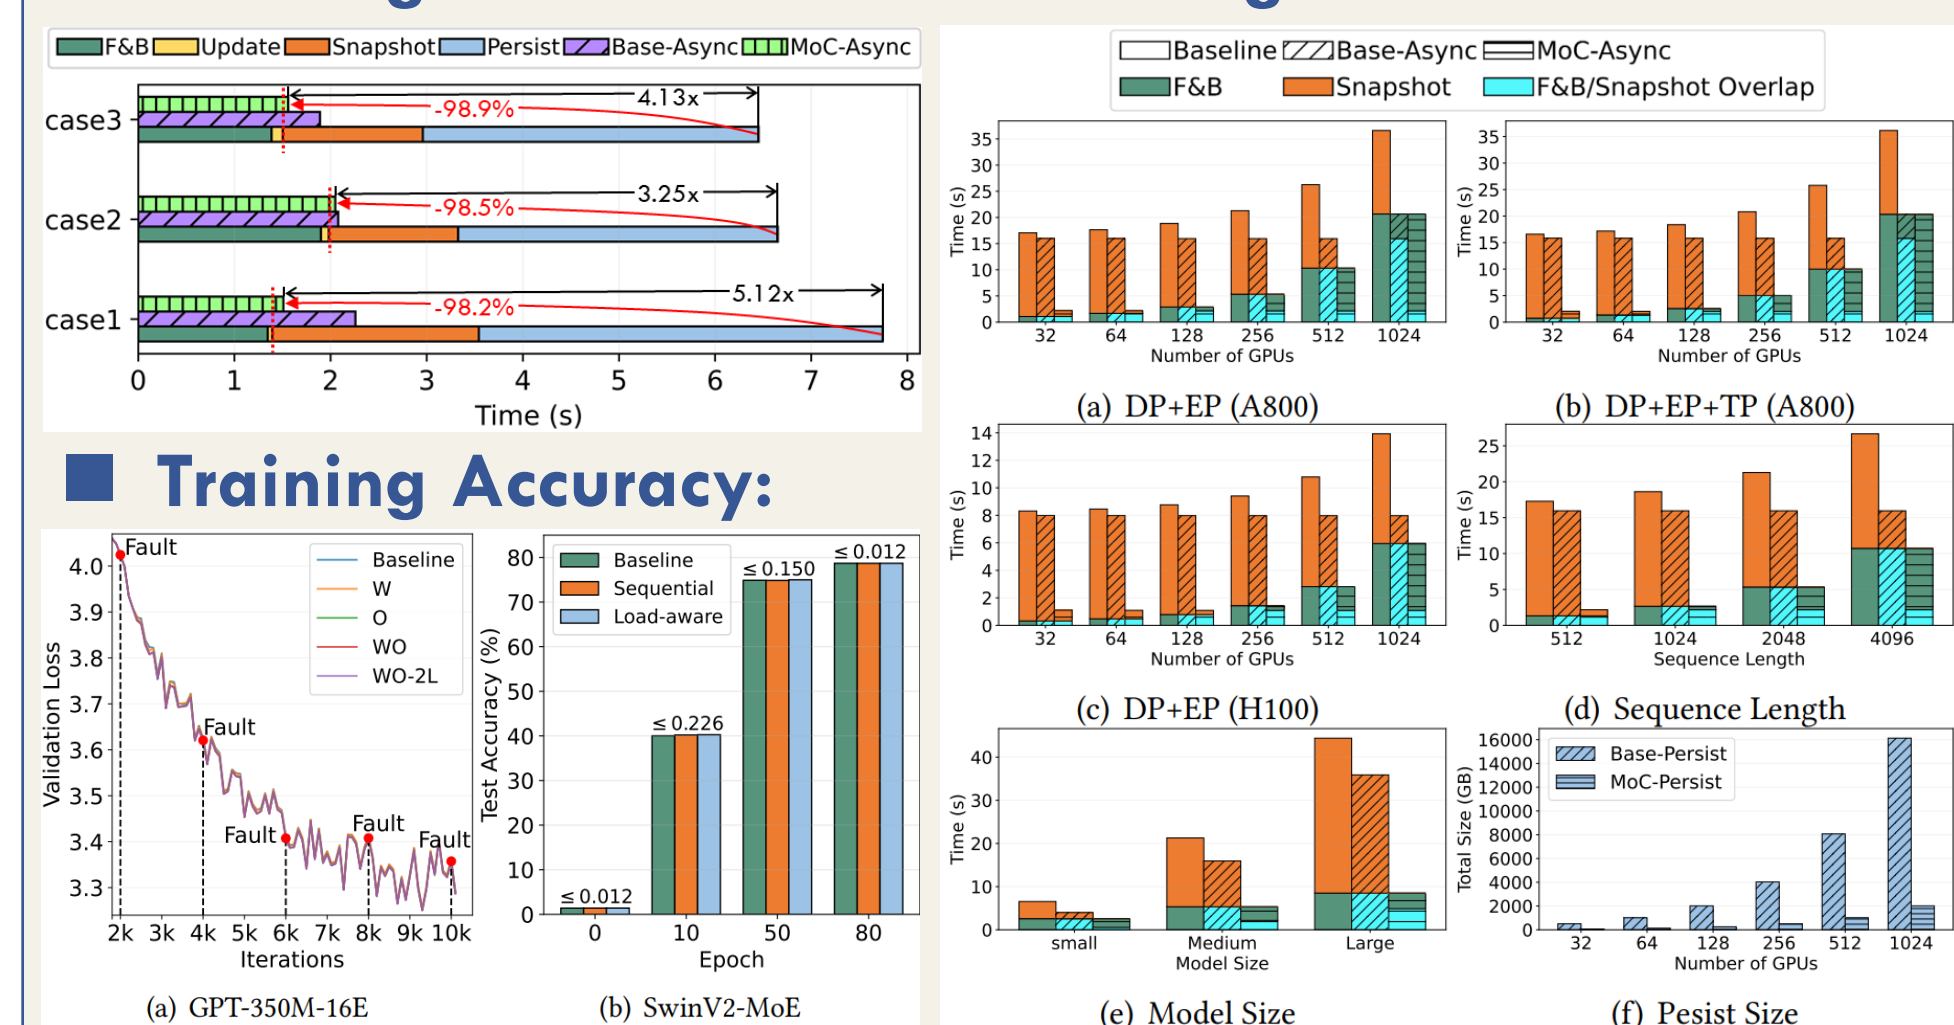 F&B Update Snapshot Persist Base-Async MoC-Async
case3
-98.9%
4.13x
case2
-98.5%
3.25x
case1
-98.2%
5.12x
0 1 2 3 4 5 6 7 8
Time (s)
■ Training Accuracy:
4.0
3.9
3.8
3.7
3.6
3.5
3.4
3.3
Validation Loss
Fault
Fault
Fault
Fault
Fault
Baseline
W
O
WO
WO-2L
2k 3k 4k 5k 6k 7k 8k 9k 10k
Iterations
(a) GPT-350M-16E
80
70
60
50
40
30
20
10
0
Test Accuracy (%)
Baseline
Sequential
Load-aware
≤ 0.012
≤ 0.226
≤ 0.150
≤ 0.012
0 10 50 80
Epoch
(b) SwinV2-MoE
Baseline Base-Async MoC-Async
F&B Snapshot F&B/Snapshot Overlap
35
30
25
20
15
10
5
0
Time (s)
32 64 128 256 512 1024
Number of GPUs
(a) DP+EP (A800)
35
30
25
20
15
10
5
0
Time (s)
32 64 128 256 512 1024
Number of GPUs
(b) DP+EP+TP (A800)
14
12
10
8
6
4
2
0
Time (s)
32 64 128 256 512 1024
Number of GPUs
(c) DP+EP (H100)
25
20
15
10
5
0
Time (s)
512 1024 2048 4096
Sequence Length
(d) Sequence Length
40
30
20
10
0
Time (s)
small Medium Large
Model Size
(e) Model Size
16000
14000
12000
10000
8000
6000
4000
2000
0
Total Size (GB)
Base-Persist
MoC-Persist
32 64 128 256 512 1024
Number of GPUs
(f) Pesist Size